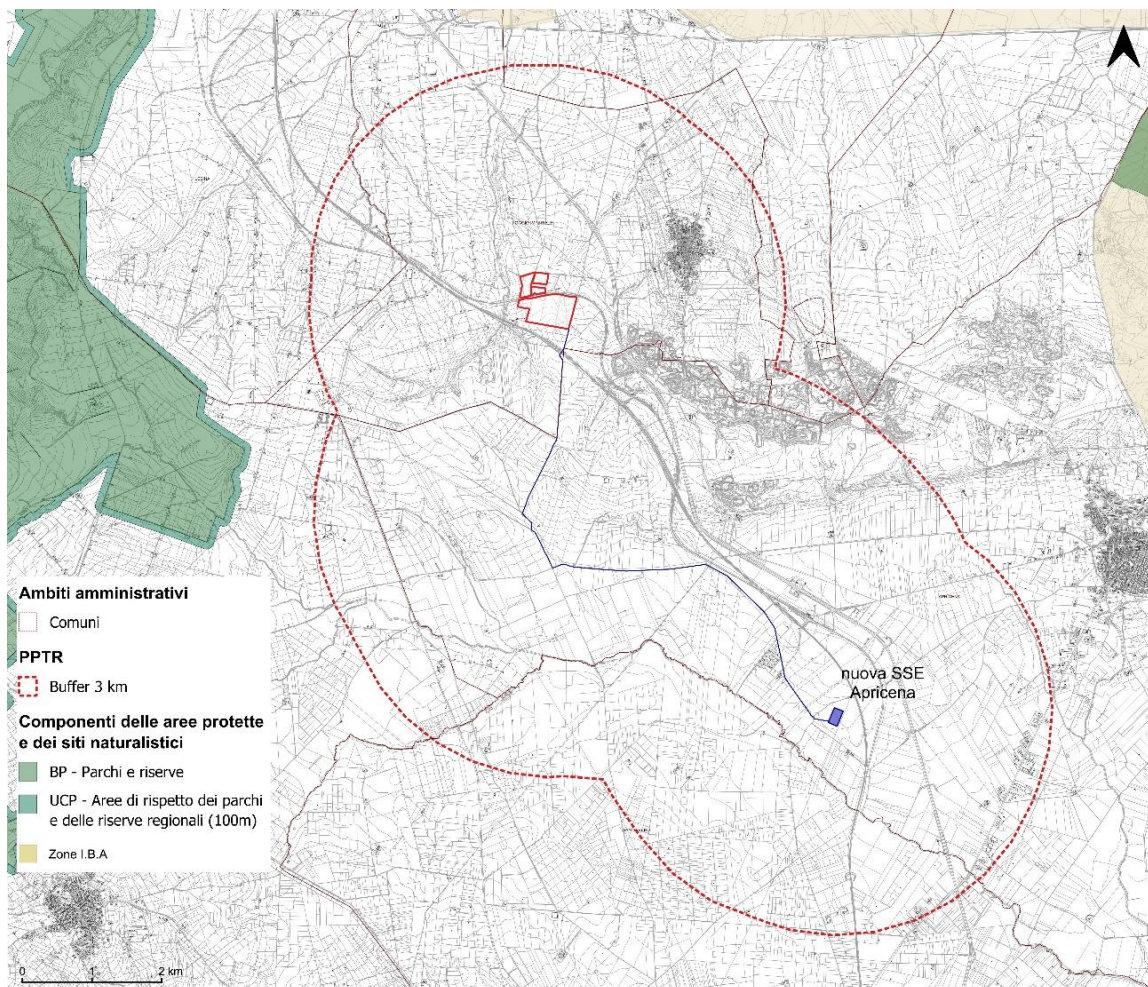 nuova SSE
Apricena
Ambiti amministrativi
Comuni
PPTR
Buffer 3 km
Componenti delle aree protette
e dei siti naturalistici
BP - Parchi e riserve
UCP - Aree di rispetto dei parchi
e delle riserve regionali (100m)
Zone I.B.A
0 1 2 km